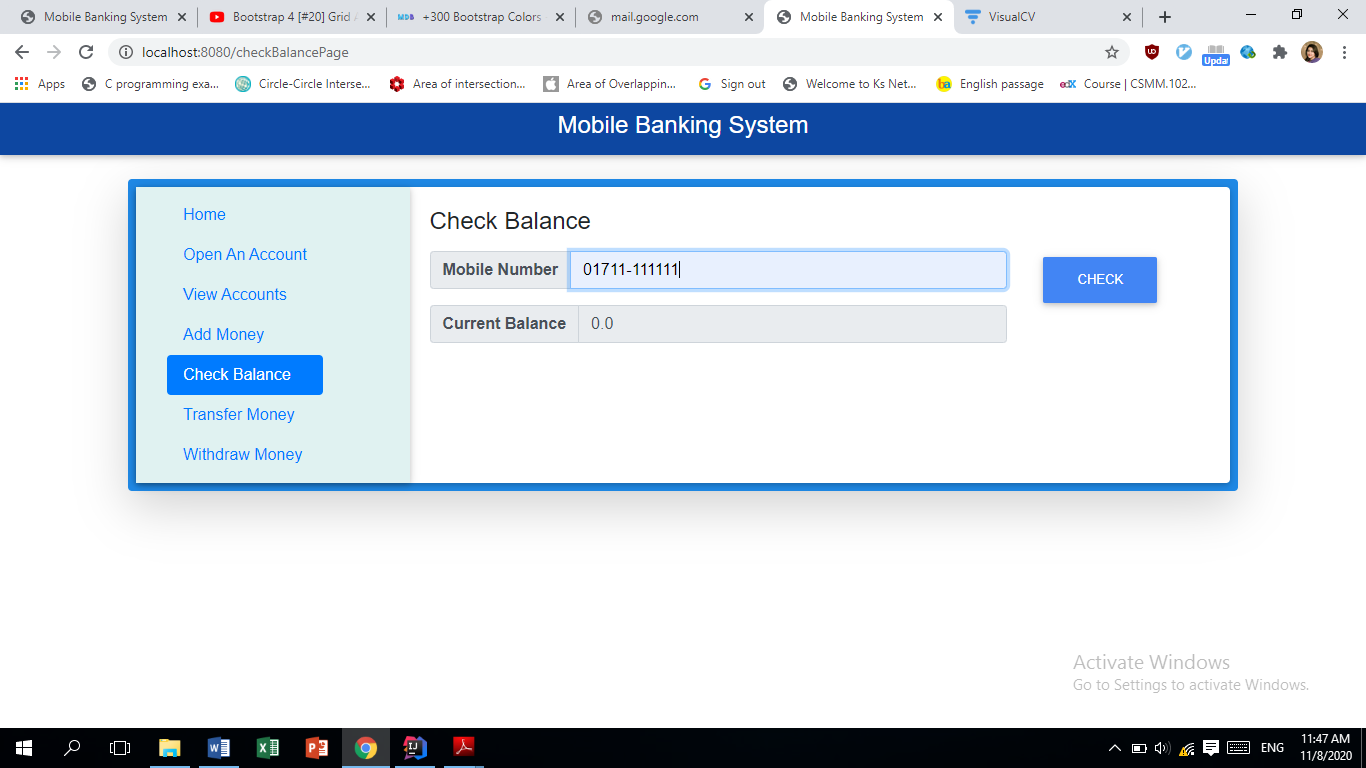 Mobile Banking System
Bootstrap 4 [#20] Grid
+300 Bootstrap Colors
mail.google.com
Mobile Banking System
VisualCV
localhost:8080/checkBalancePage
Apps
C programming exa...
Circle-Circle Interse...
Area of intersection...
Area of Overlappin...
Sign out
Welcome to Ks Net...
English passage
Course | CSMM.102...
Mobile Banking System
Home
Open An Account
View Accounts
Add Money
Check Balance
Transfer Money
Withdraw Money
Check Balance
Mobile Number 01711-111111
CHECK
Current Balance 0.0
Activate Windows
Go to Settings to activate Windows.
ENG
11:47 AM
11/8/2020